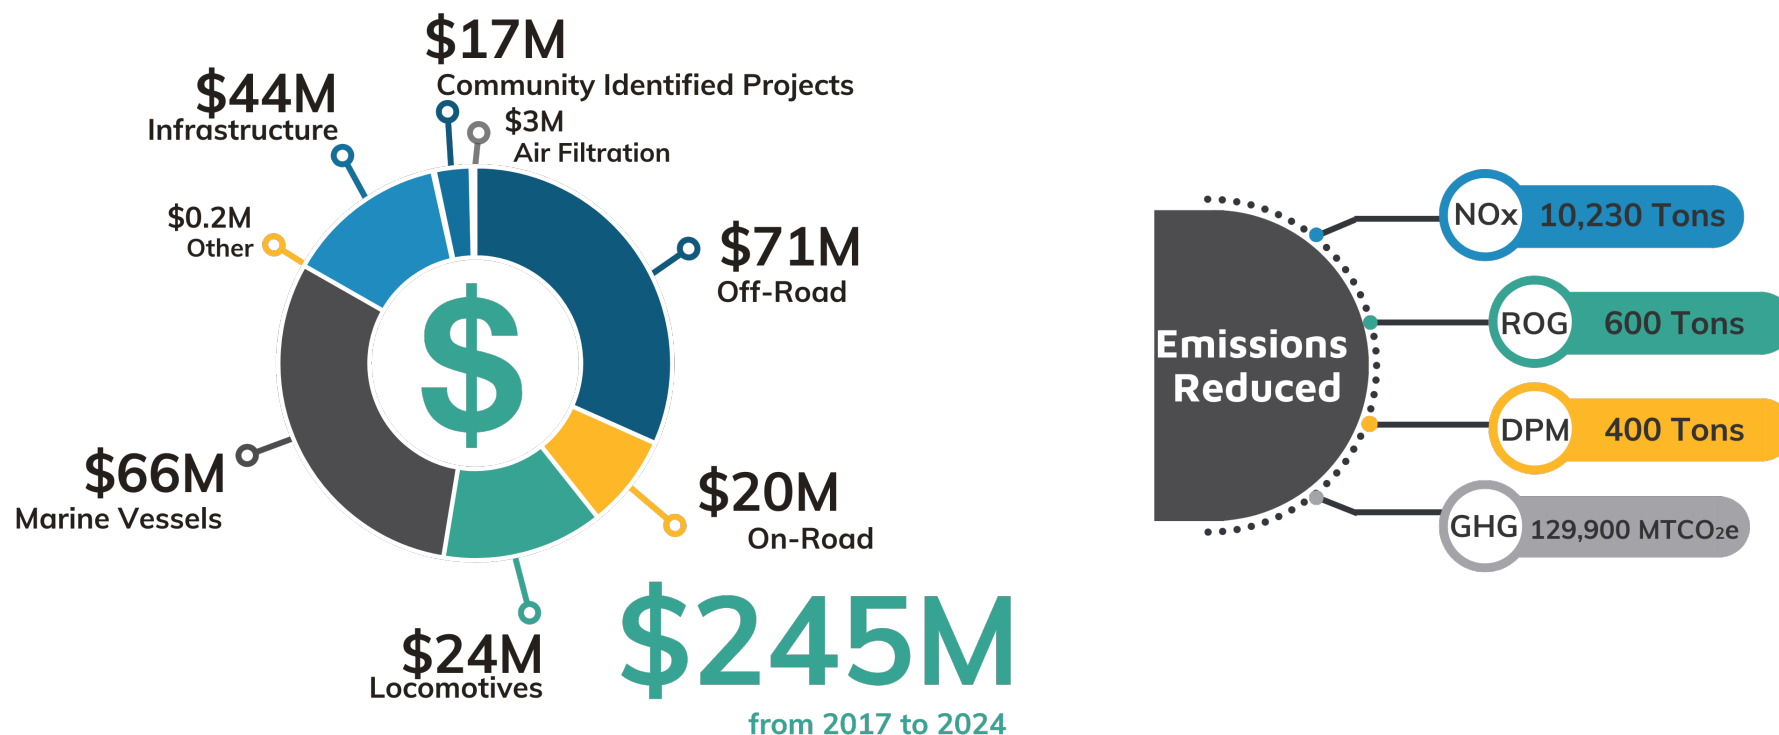 $17M
Community Identified Projects
$44M
Infrastructure
$3M
Air Filtration
$0.2M
Other
$71M
Off-Road
$
$66M
Marine Vessels
$20M
On-Road
$24M
Locomotives
$245M
from 2017 to 2024
Emissions
Reduced
NOx 10,230 Tons
ROG 600 Tons
DPM 400 Tons
GHG 129,900 MTCO₂e